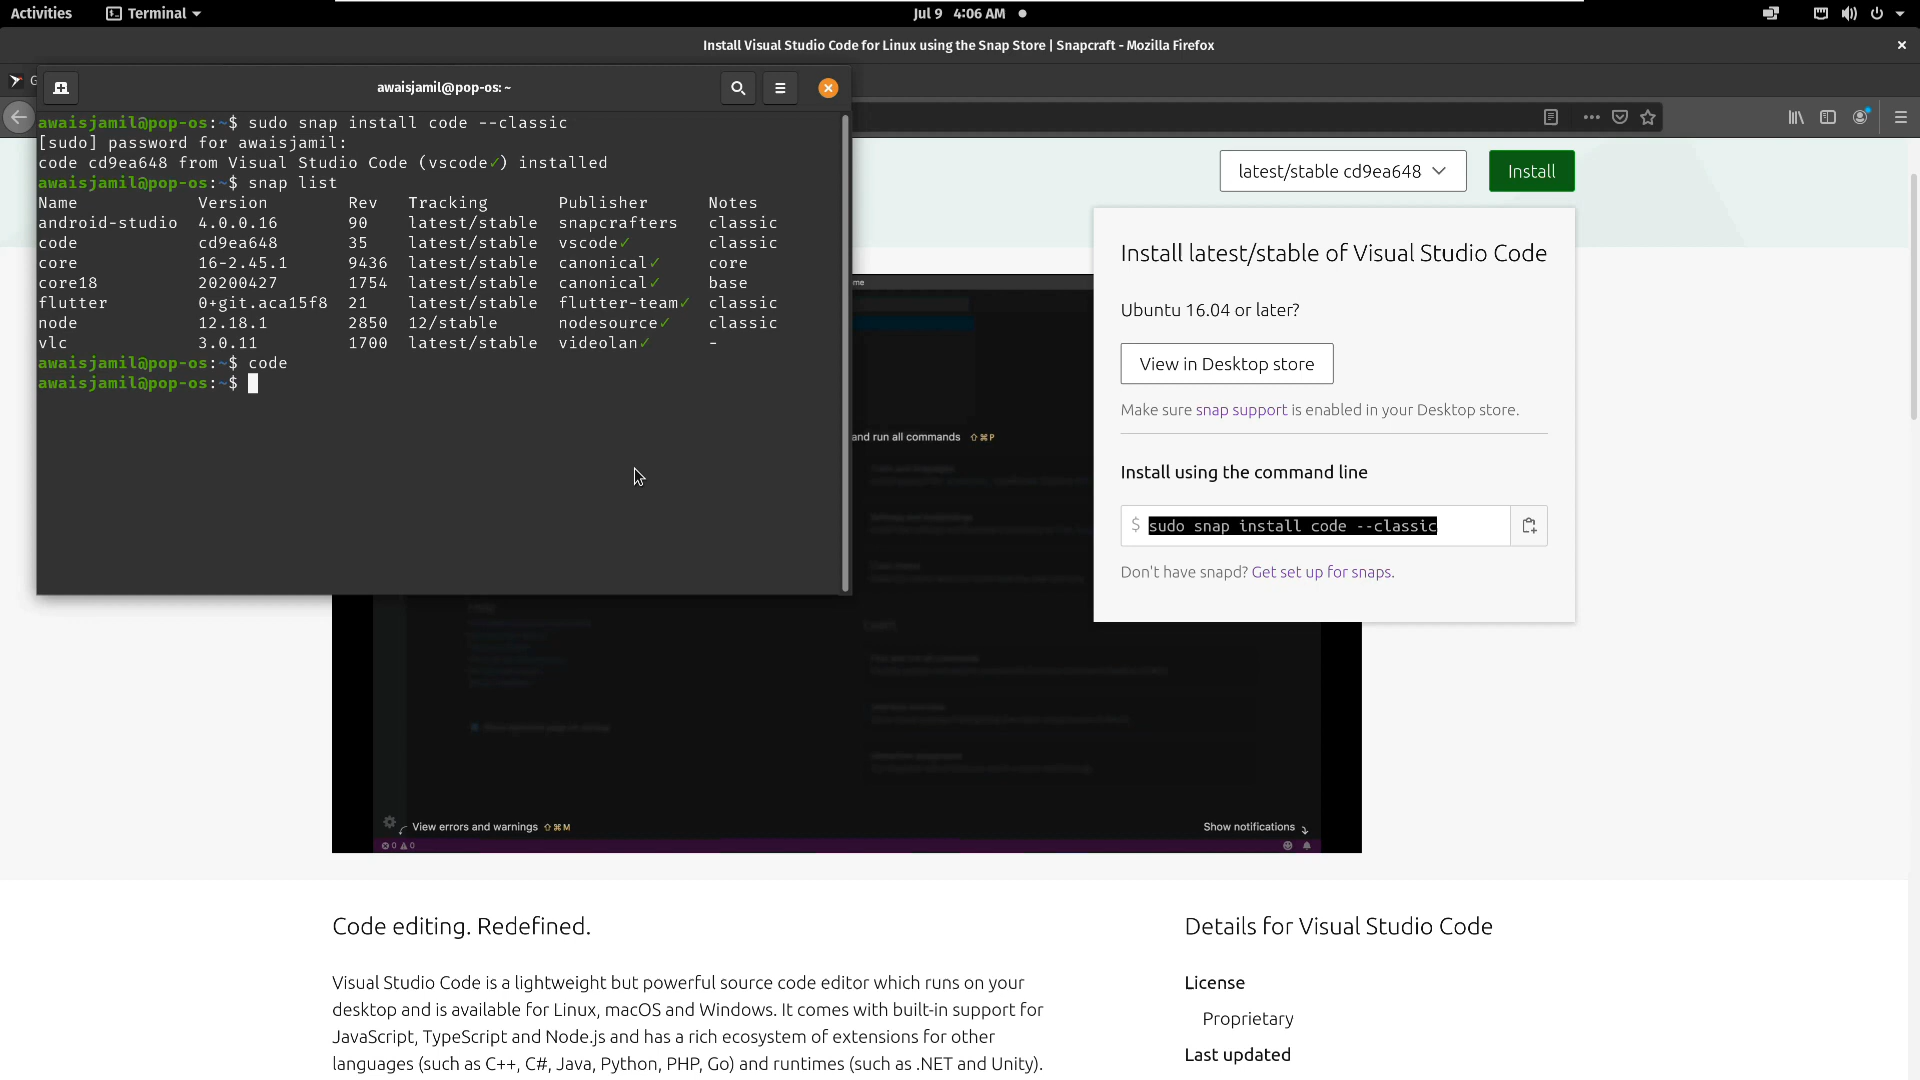 Activities
Terminal
Jul 9 4:06 AM
Install Visual Studio Code for Linux using the Snap Store | Snapcraft - Mozilla Firefox
awaisjamil@pop-os: ~
awaisjamil@pop-os:~$ sudo snap install code --classic
[sudo] password for awaisjamil:
code cd9ea648 from Visual Studio Code (vscode✓) installed
awaisjamil@pop-os:~$ snap list
Name Version Rev Tracking Publisher Notes
android-studio 4.0.0.16 90 latest/stable snapcrafters classic
code cd9ea648 35 latest/stable vscode✓ classic
core 16-2.45.1 9436 latest/stable canonical✓ core
core18 20200427 1754 latest/stable canonical✓ base
flutter 0+git.aca15f8 21 latest/stable flutter-team✓ classic
node 12.18.1 2850 12/stable nodesource✓ classic
vlc 3.0.11 1700 latest/stable videolan✓ -
awaisjamil@pop-os:~$ code
awaisjamil@pop-os:~$
latest/stable cd9ea648
Install
Install latest/stable of Visual Studio Code
Ubuntu 16.04 or later?
View in Desktop store
Make sure snap support is enabled in your Desktop store.
Install using the command line
$ sudo snap install code --classic
Don't have snapd? Get set up for snaps.
me
and run all commands ⇧⌘P
View errors and warnings ⇧⌘M
Show notifications
0 0
Code editing. Redefined.
Visual Studio Code is a lightweight but powerful source code editor which runs on your
desktop and is available for Linux, macOS and Windows. It comes with built-in support for
JavaScript, TypeScript and Node.js and has a rich ecosystem of extensions for other
languages (such as C++, C#, Java, Python, PHP, Go) and runtimes (such as .NET and Unity).
Details for Visual Studio Code
License
Proprietary
Last updated